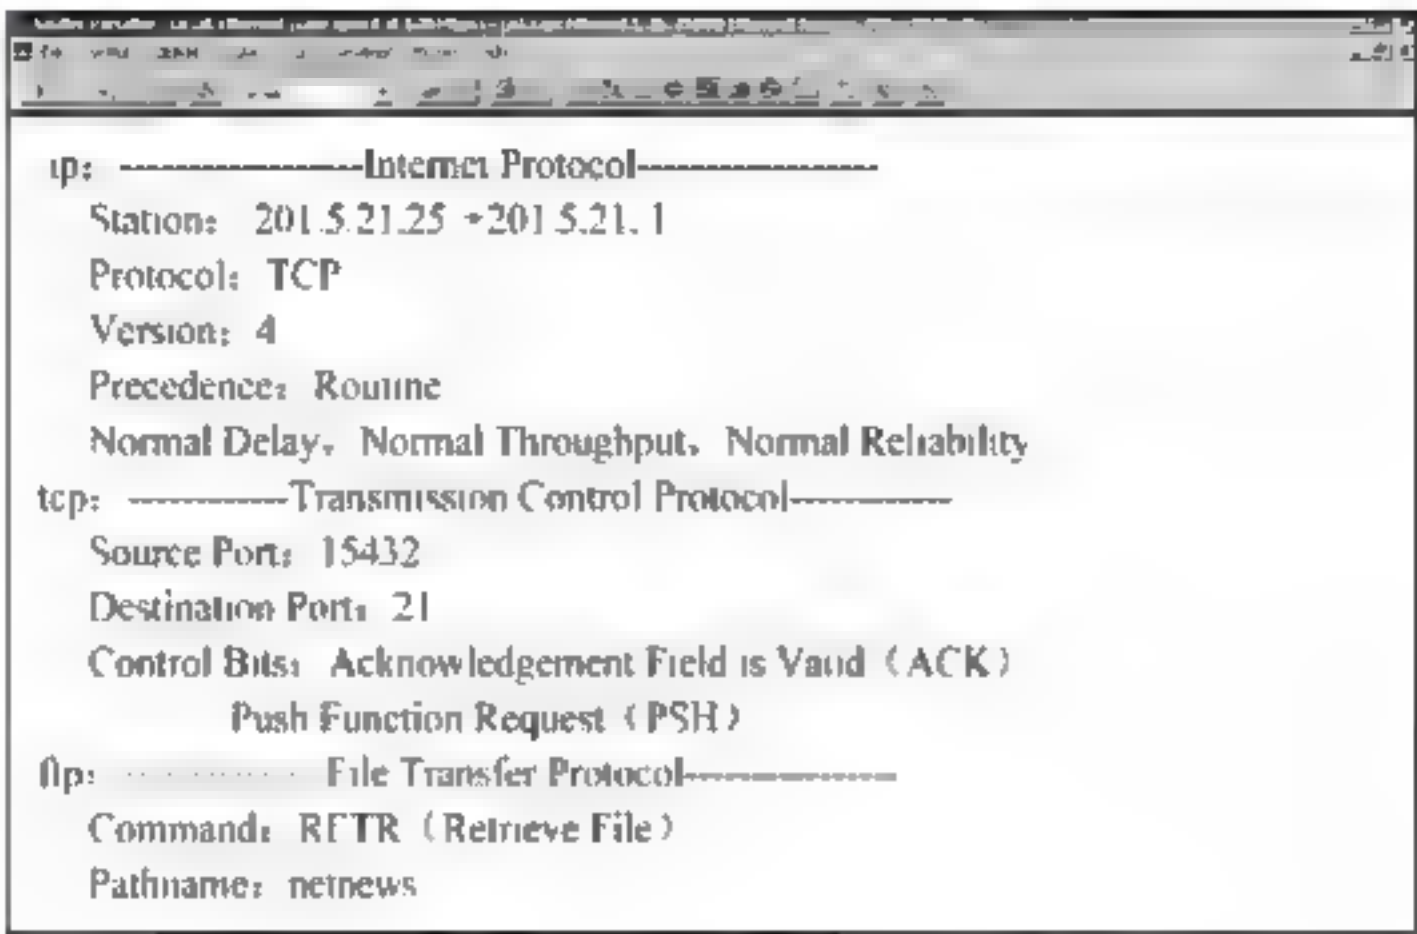 ip: -------------------Internet Protocol-------------------
Station: 201.5.21.25→201.5.21.1
Protocol: TCP
Version: 4
Precedence: Routine
Normal Delay, Normal Throughput, Normal Reliability
tcp: ------------Transmission Control Protocol------------
Source Port: 15432
Destination Port: 21
Control Bits: Acknowledgement Field is Valid (ACK)
Push Function Request (PSH)
ftp: ---------------File Transfer Protocol----------------
Command: RETR (Retrieve File)
Pathname: netnews